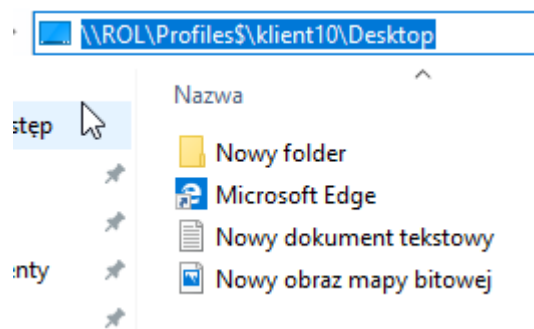 \\ROL\Profiles$\klient10\Desktop
Nazwa
stęp
Nowy folder
Microsoft Edge
Nowy dokument tekstowy
enty
Nowy obraz mapy bitowej